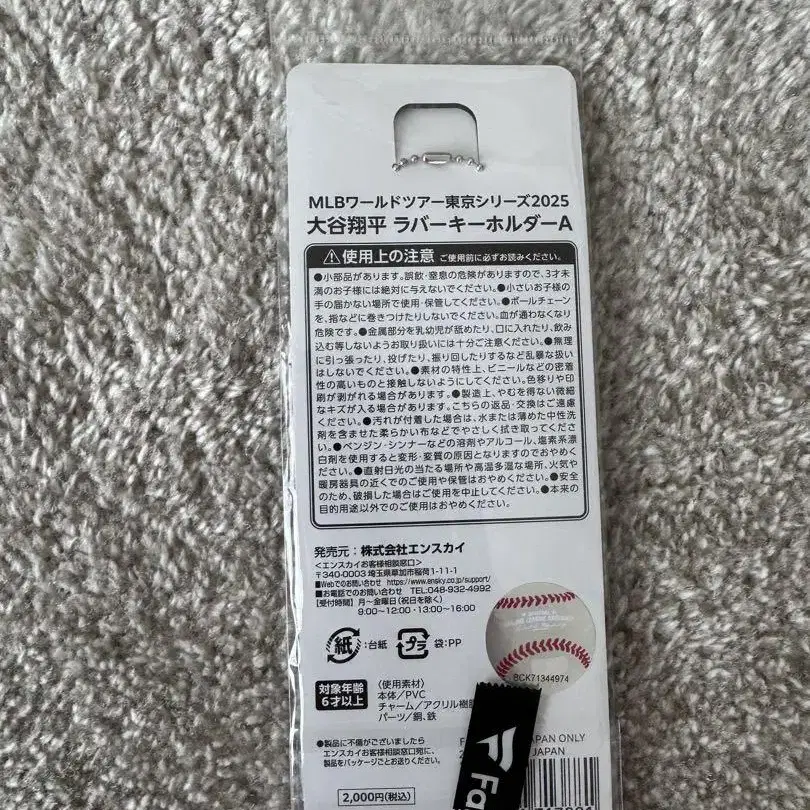 MLBワールドツアー東京シリーズ2025
大谷翔平 ラバーキーホルダーA
⚠使用上の注意 ご使用前に必ずお読みください。
●小部品があります。誤飲・窒息の危険がありますので、3才未
満のお子様には絶対に与えないでください。●小さいお子様の
手の届かない場所で使用・保管してください。●ボールチェーン
を、指などに巻きつけたりしないでください。血が通わなくなり
危険です。●金属部分を乳幼児が舐めたり、口に入れたり、飲み
込む等しないようお取り扱いには十分ご注意ください。●無理
に引っ張ったり、投げたり、振り回したりするなど乱暴な扱い
はしないでください。●素材の特性上、ビニールなどの密着
性の高いものと接触しないようにしてください。色移りや印
刷が剥がれる場合があります。●製造上、やむを得ない微細
なキズが入る場合があります。こちらの返品・交換はご遠慮
ください。●汚れが付着した場合は、水または薄めた中性洗
剤を含ませた柔らかい布などでやさしく拭き取ってください。
●ベンジン・シンナーなどの溶剤やアルコール、塩素系漂
白剤を使用すると変形・変質の原因となりますのでおやめく
ださい。●直射日光の当たる場所や高温多湿な場所、火気や
暖房器具の近くでのご使用や保管はおやめください。●安全
のため、破損した場合はご使用を中止してください。●本来の
目的用途以外でのご使用はおやめください。
発売元:株式会社エンスカイ
<エンスカイお客様相談窓口>
〒340-0003 埼玉県草加市稲荷1-11-1
■Webでのお問い合わせ https://www.ensky.co.jp/support/
■お電話でのお問い合わせ TEL:048-932-4992
【受付時間】月〜金曜日(祝日を除く)
9:00〜12:00・13:00〜16:00
紙 :台紙 プラ 袋:PP
BCK71344974
対象年齢
6才以上
〈使用素材〉
本体/PVC
チャーム/アクリル樹脂
パーツ/銅、鉄
●製品に不備がございましたら
エンスカイお客様相談窓口宛に、
製品をパッケージごとお送りください。
JAPAN ONLY
JAPAN
Fa
2,000円(税込)